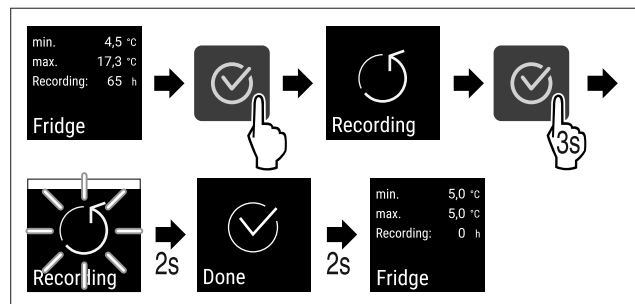 min. 4,5 °C
max. 17,3 °C
Recording: 65 h
Fridge
Recording
3s
Recording
2s
Done
2s
min. 5,0 °C
max. 5,0 °C
Recording: 0 h
Fridge